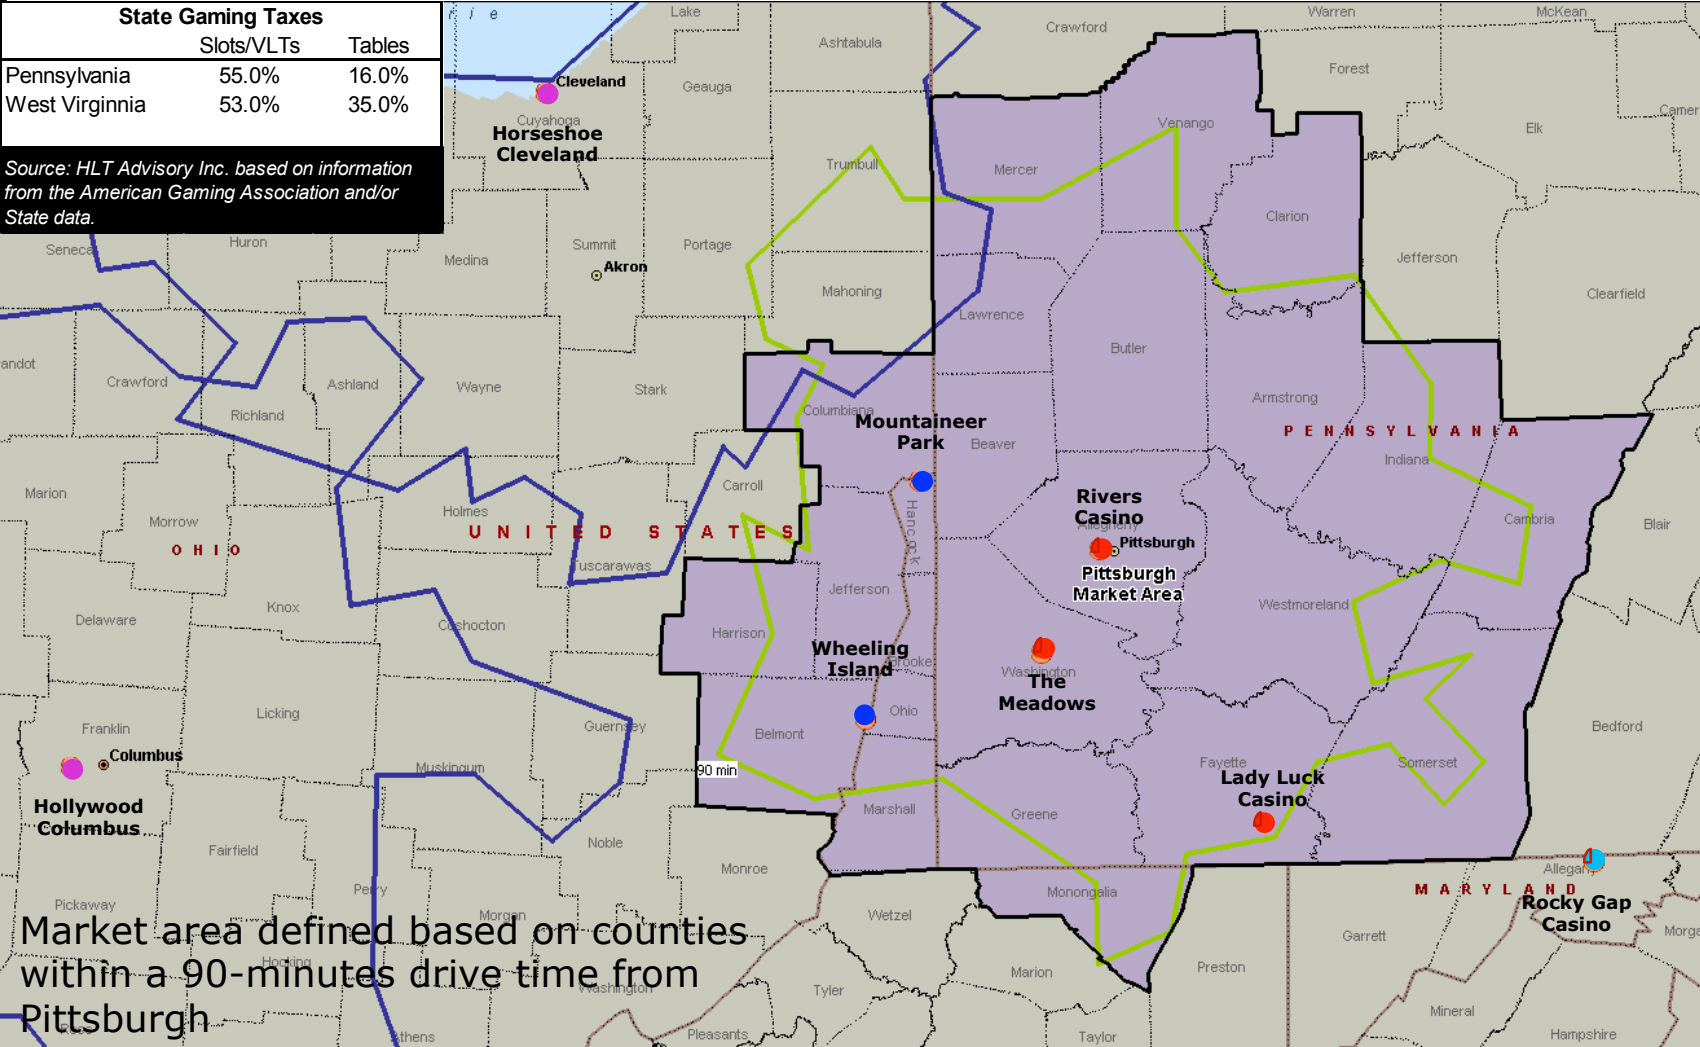 State Gaming Taxes
Slots/VLTs Tables
Pennsylvania 55.0% 16.0%
West Virginnia 53.0% 35.0%
Source: HLT Advisory Inc. based on information
from the American Gaming Association and/or
State data.
r i e
Lake
Ashtabula
Crawford
Warren
McKean
Cleveland
Geauga
Forest
Cuyahoga
Horseshoe
Cleveland
Venango
Elk
Trumbull
Mercer
Clarion
Seneca
Huron
Medina
Summit
Akron
Portage
Jefferson
Mahoning
Lawrence
Clearfield
Butler
Crawford
Richland
Ashland
Wayne
Stark
Columbiana
Armstrong
Mountaineer
Park
Beaver
PENNSYLVANIA
Indiana
Marion
Morrow
Holmes
Carroll
Hancock
Rivers
Casino
Allegheny
Pittsburgh
Cambria
Blair
OHIO
UNITED STATES
Tuscarawas
Pittsburgh
Market Area
Delaware
Knox
Coshocton
Jefferson
Harrison
Westmoreland
Wheeling
Island
Brooke
Washington
The
Meadows
Franklin
Licking
Guernsey
Belmont
Ohio
Bedford
Columbus
Muskingum
90 min
Fayette
Somerset
Lady Luck
Casino
Hollywood
Columbus
Marshall
Greene
Fairfield
Noble
Monroe
Perry
Morgan
Monongalia
Allegany
MARYLAND
Rocky Gap
Casino
Pickaway
Wetzel
Garrett
Hocking
Washington
Tyler
Marion
Preston
Mineral
Ross
Athens
Pleasants
Taylor
Hampshire
Market area defined based on counties
within a 90-minutes drive time from
Pittsburgh